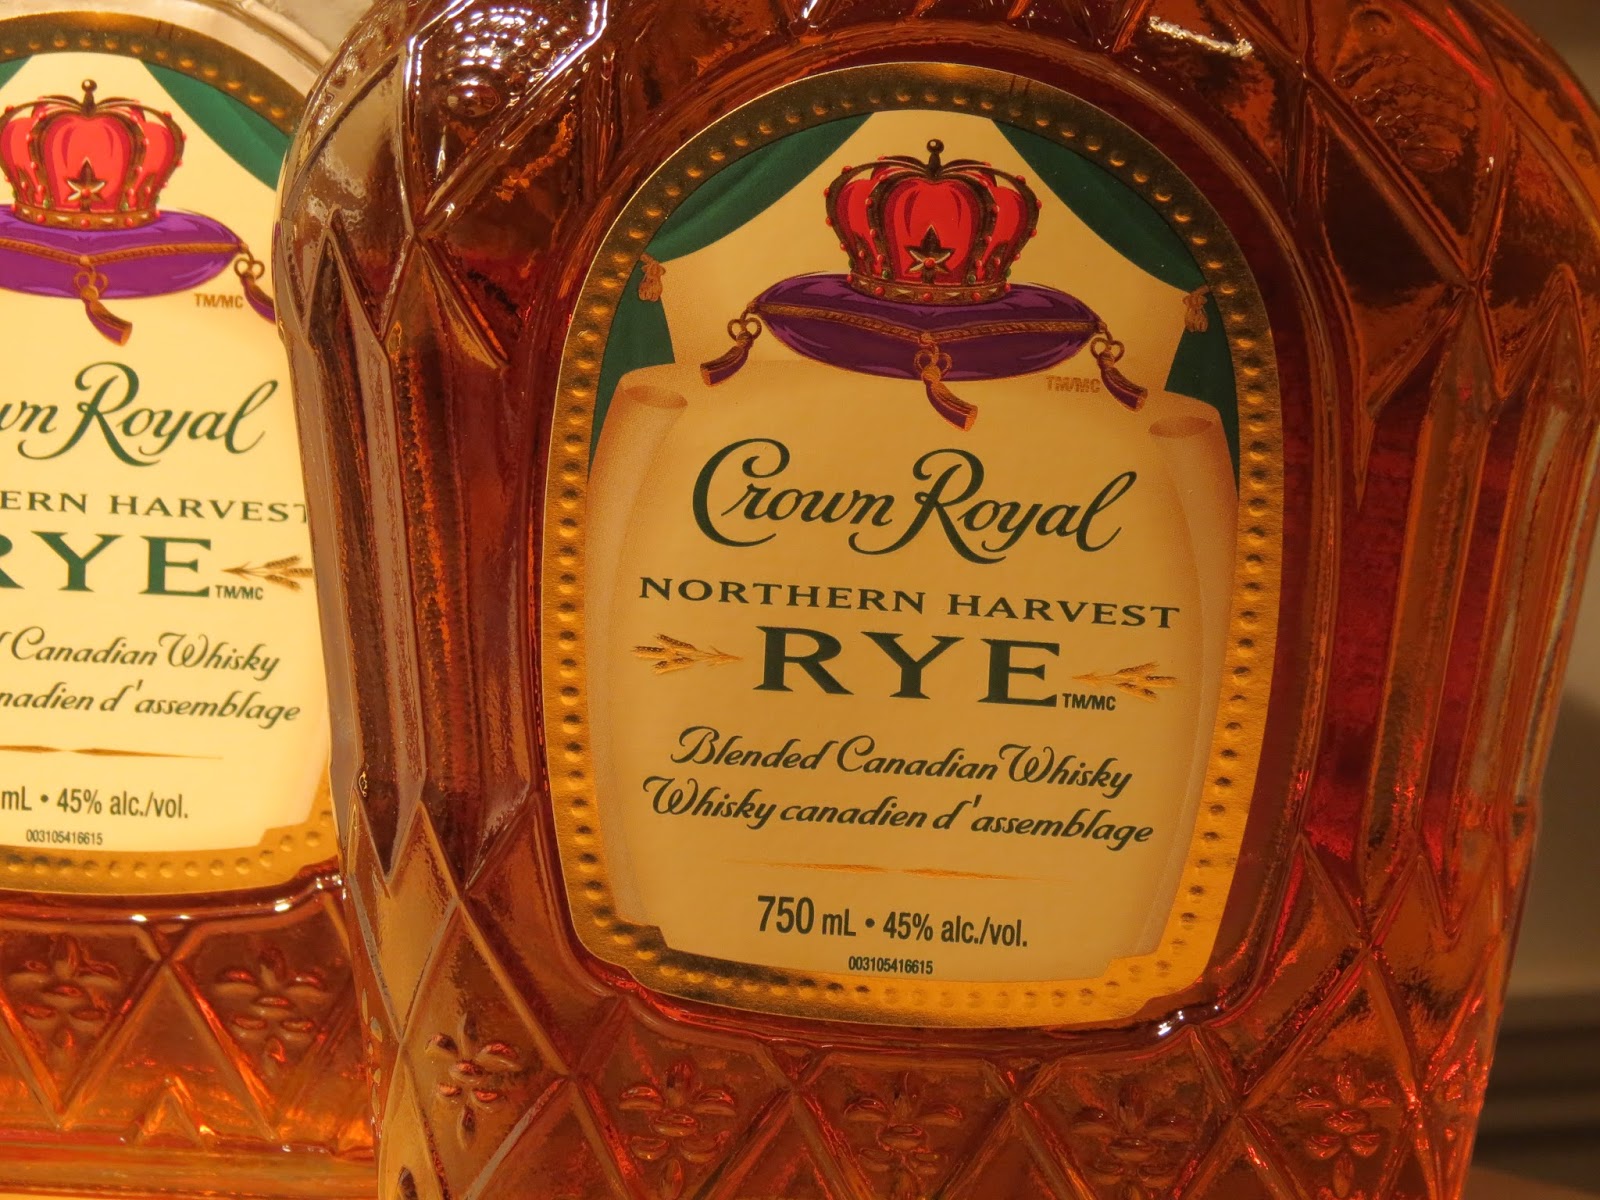 TM/MC
wn Royal
ERN HARVEST
RYE TM/MC
Canadian Whisky
nadien d'assemblage
mL • 45% alc./vol.
003105416615
TM/MC
Crown Royal
NORTHERN HARVEST
RYE TM/MC
Blended Canadian Whisky
Whisky canadien d'assemblage
750 mL • 45% alc./vol.
003105416615